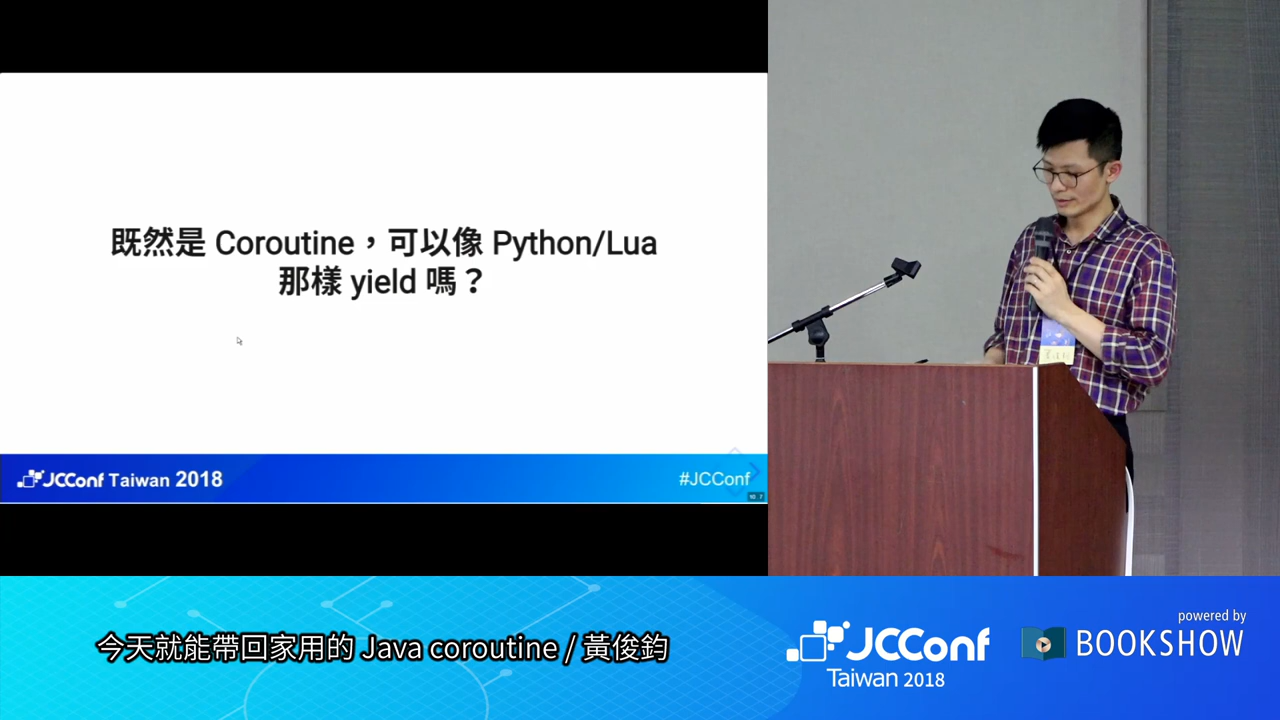 既然是 Coroutine，可以像 Python/Lua
那樣 yield 嗎？
JCConf Taiwan 2018
#JCConf
今天就能帶回家用的 Java coroutine / 黃俊鈞
JCConf
Taiwan 2018
powered by
BOOKSHOW